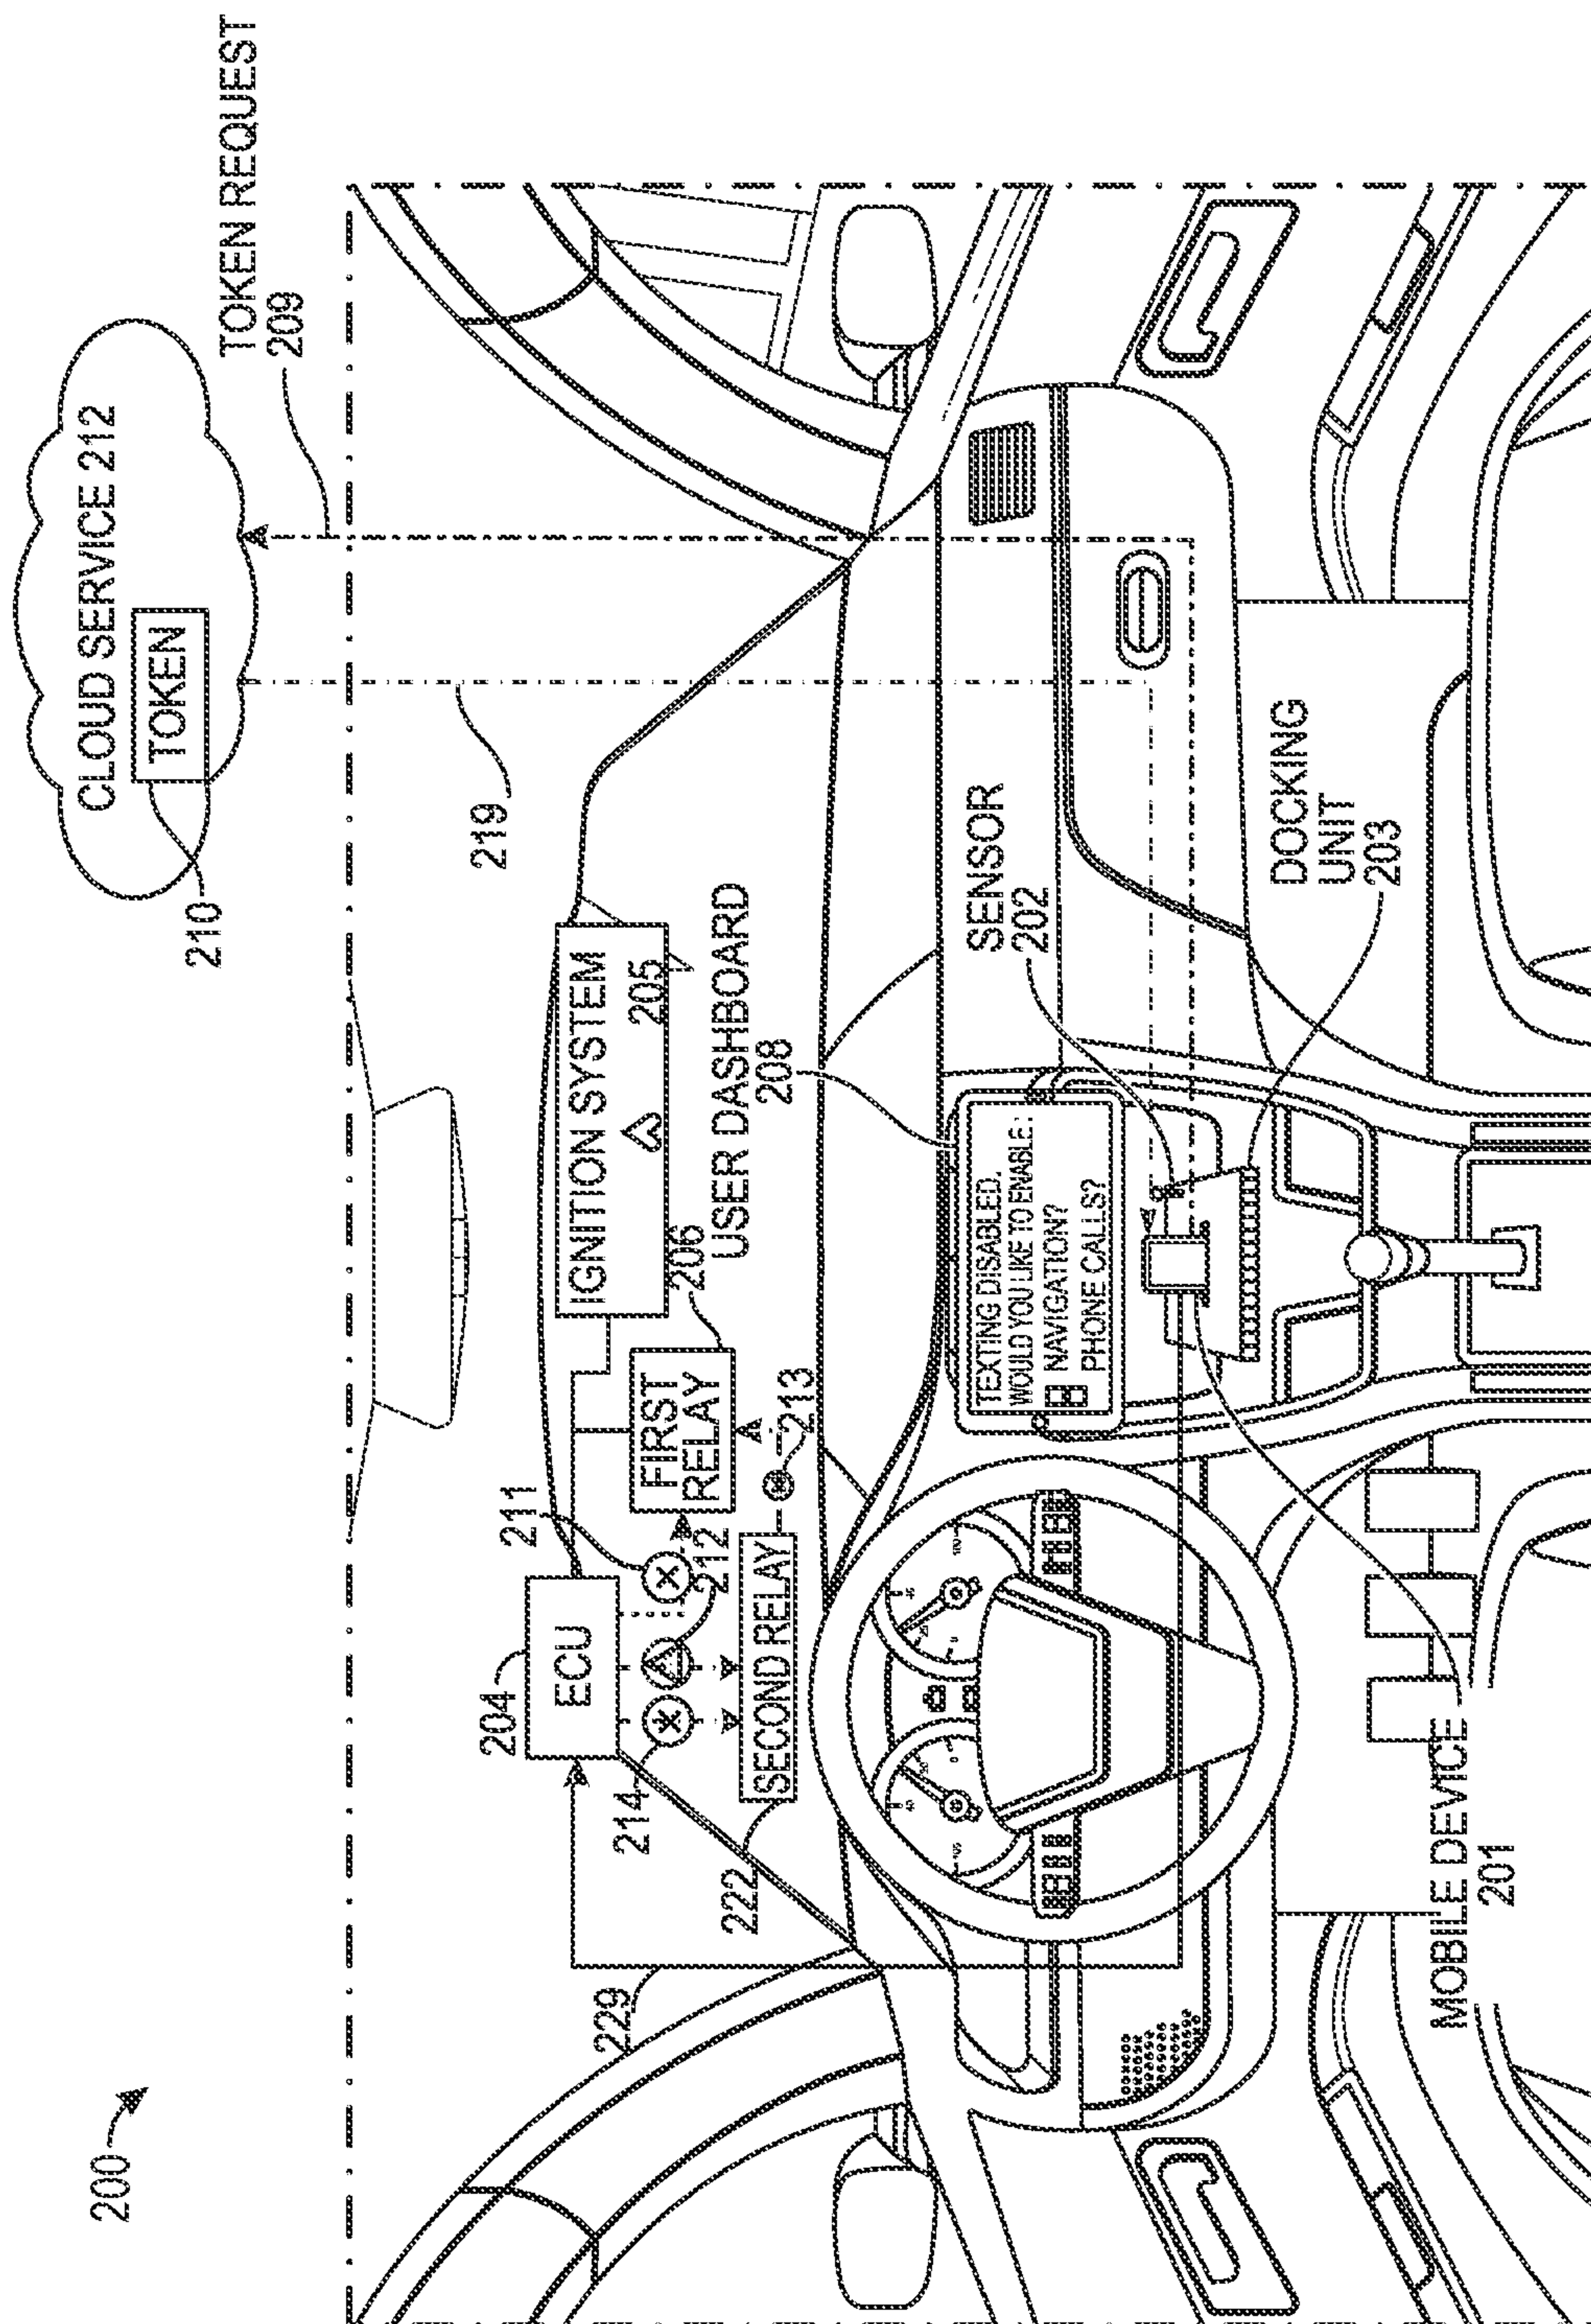 200
CLOUD SERVICE 212
TOKEN
210
TOKEN REQUEST
209
219
IGNITION SYSTEM
205
204
ECU
211
FIRST
RELAY
206
USER DASHBOARD
208
214
212
213
222
SECOND RELAY
229
SENSOR
202
TEXTING DISABLED.
WOULD YOU LIKE TO ENABLE:
NAVIGATION?
PHONE CALLS?
DOCKING
UNIT
203
MOBILE DEVICE
201